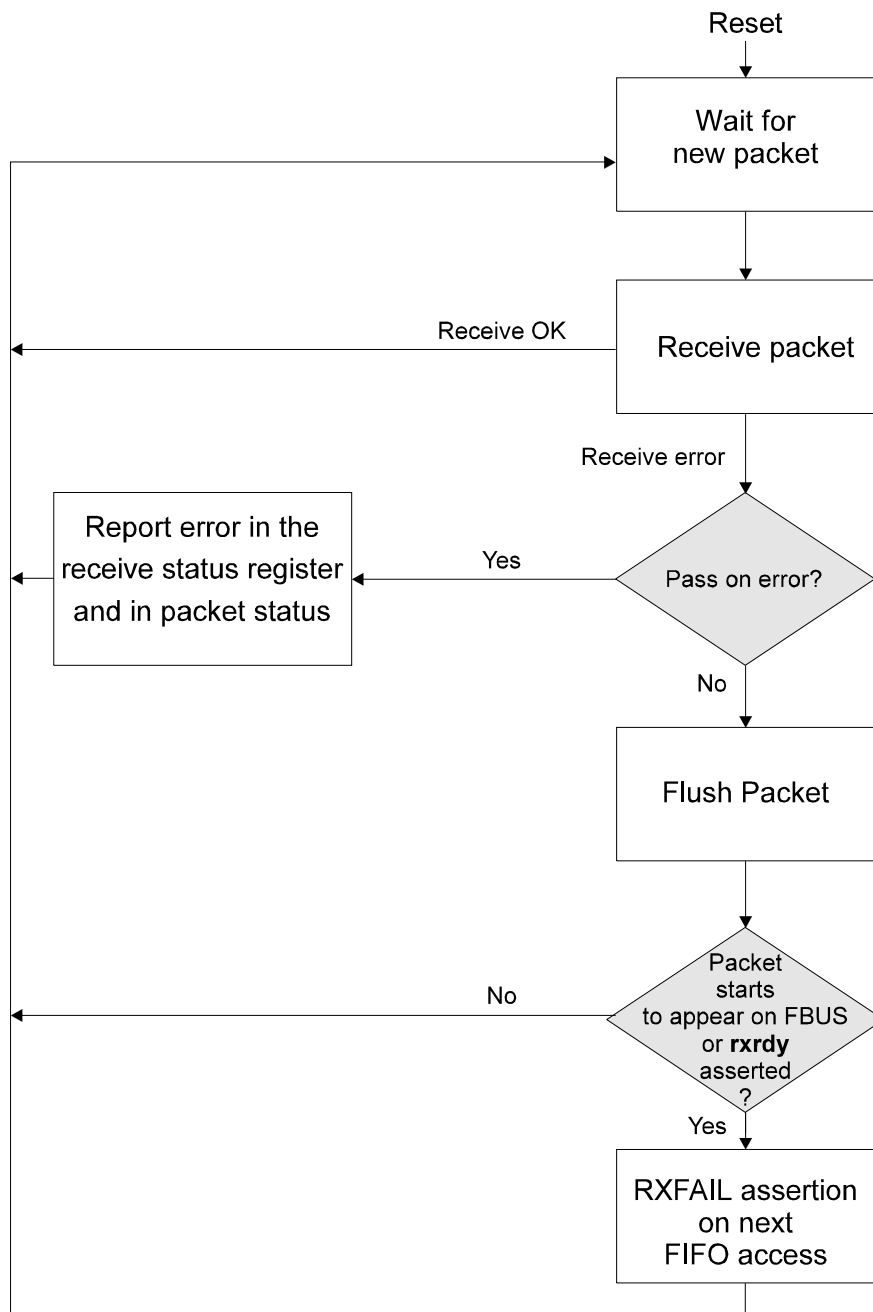 Reset
Wait for
new packet
Receive OK
Receive packet
Receive error
Report error in the
receive status register
and in packet status
Yes
Pass on error?
No
Flush Packet
Packet
starts
to appear on FBUS
or rxrdy
asserted
?
No
Yes
RXFAIL assertion
on next
FIFO access